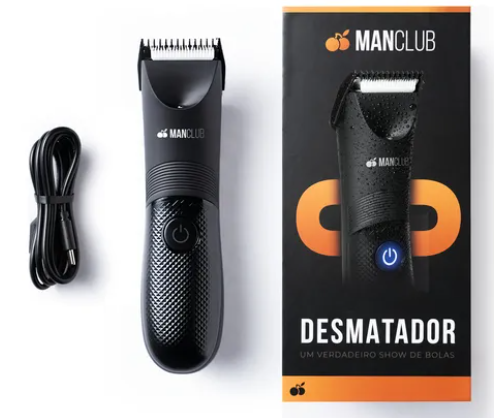 MANCLUB
MANCLUB
MANCLUB
DESMATADOR
UM VERDADEIRO SHOW DE BOLAS